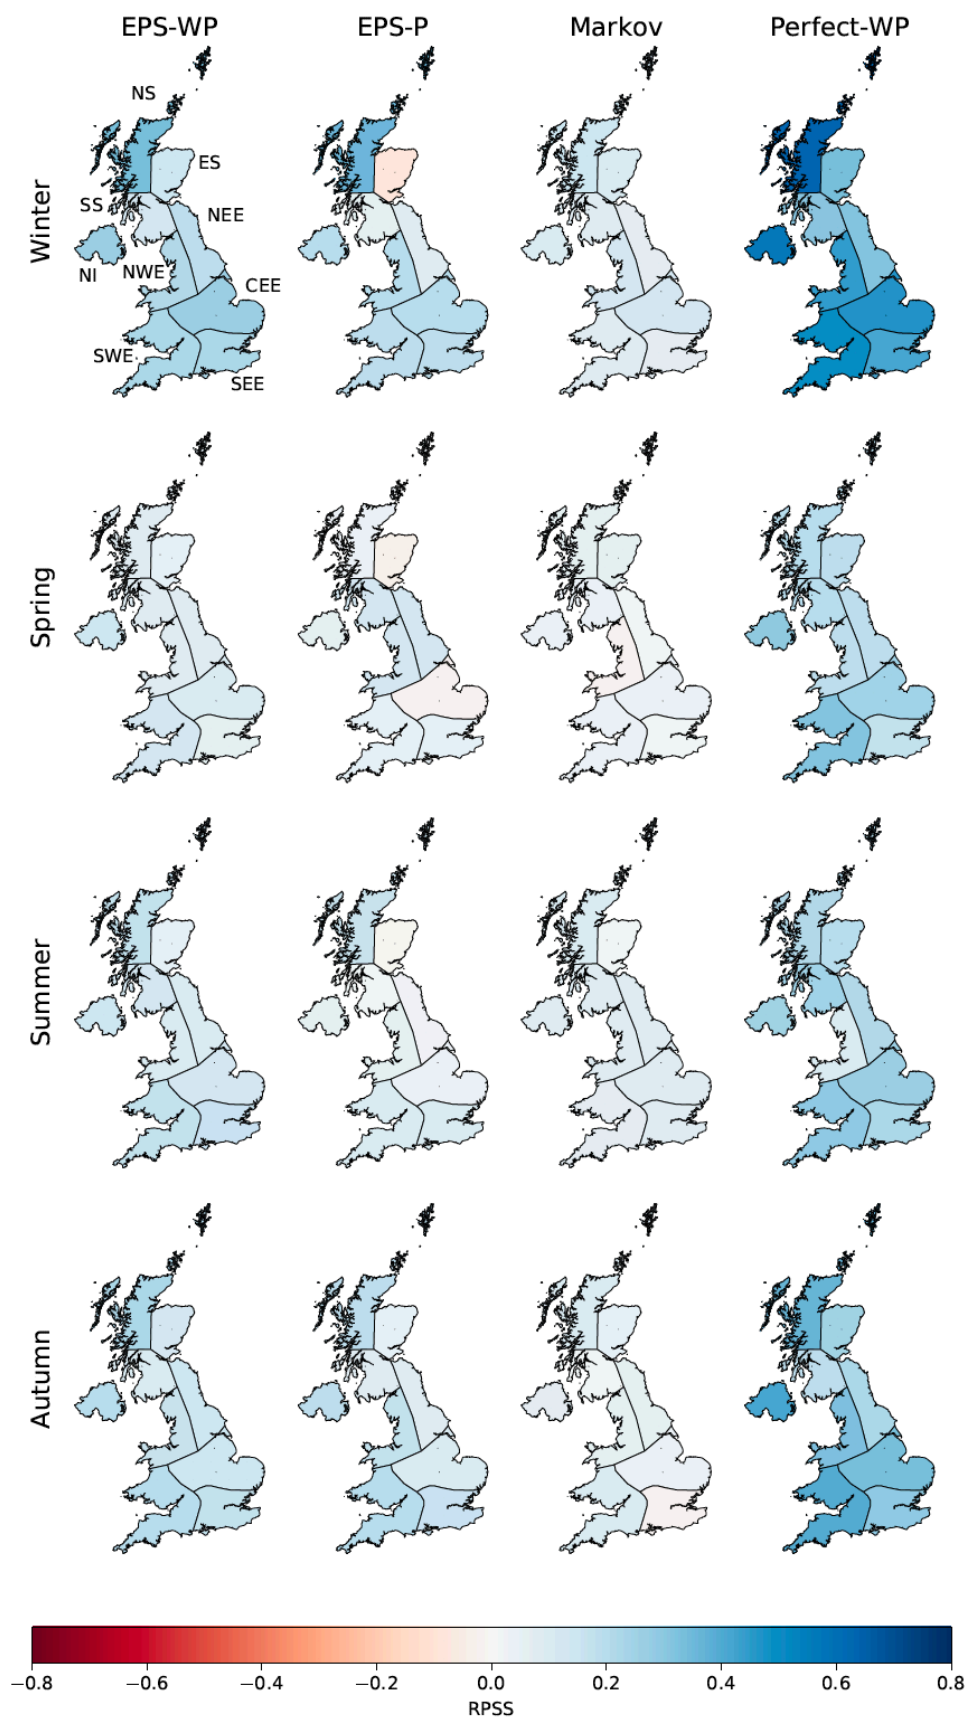 EPS-WP EPS-P Markov Perfect-WP
Winter
NS
ES
SS
NEE
NI
NWE
CEE
SWE
SEE
Spring
Summer
Autumn
−0.8 −0.6 −0.4 −0.2 0.0 0.2 0.4 0.6 0.8
RPSS